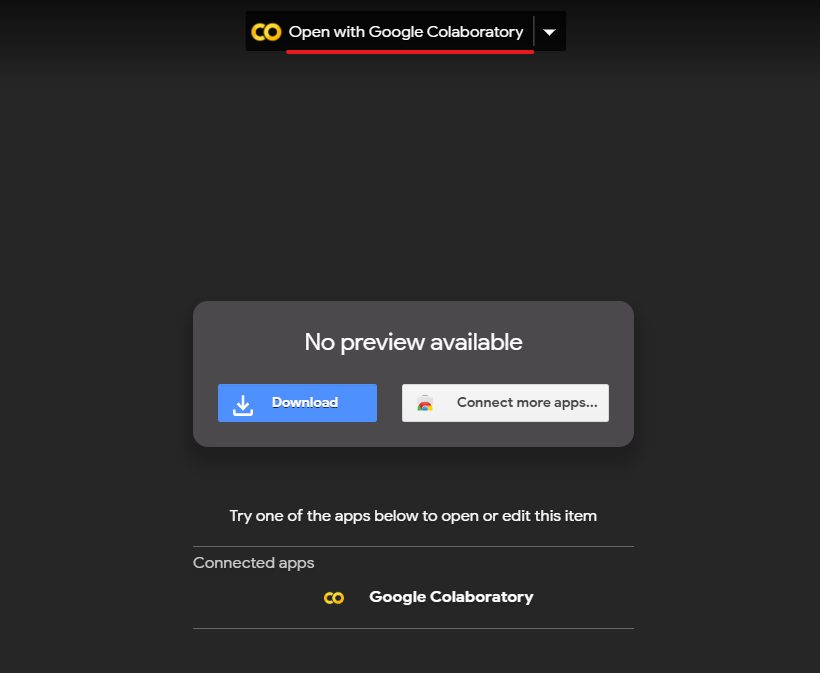 Open with Google Colaboratory
No preview available
Download
Connect more apps...
Try one of the apps below to open or edit this item
Connected apps
Google Colaboratory